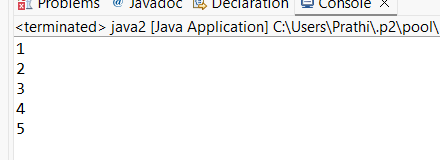 Problems @ Javadoc Declaration Console
<terminated> java2 [Java Application] C:\Users\Prathi\.p2\pool\
1
2
3
4
5